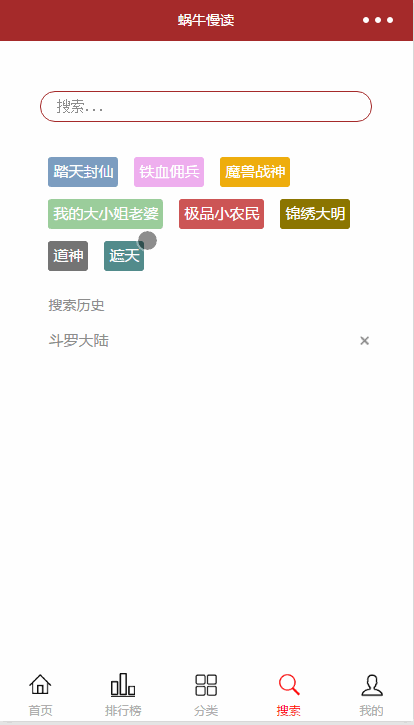 蜗牛慢读
搜索...
踏天封仙 铁血佣兵 魔兽战神
我的大小姐老婆 极品小农民 锦绣大明
道神 遮天
搜索历史
斗罗大陆 ×
首页 排行榜 分类 搜索 我的